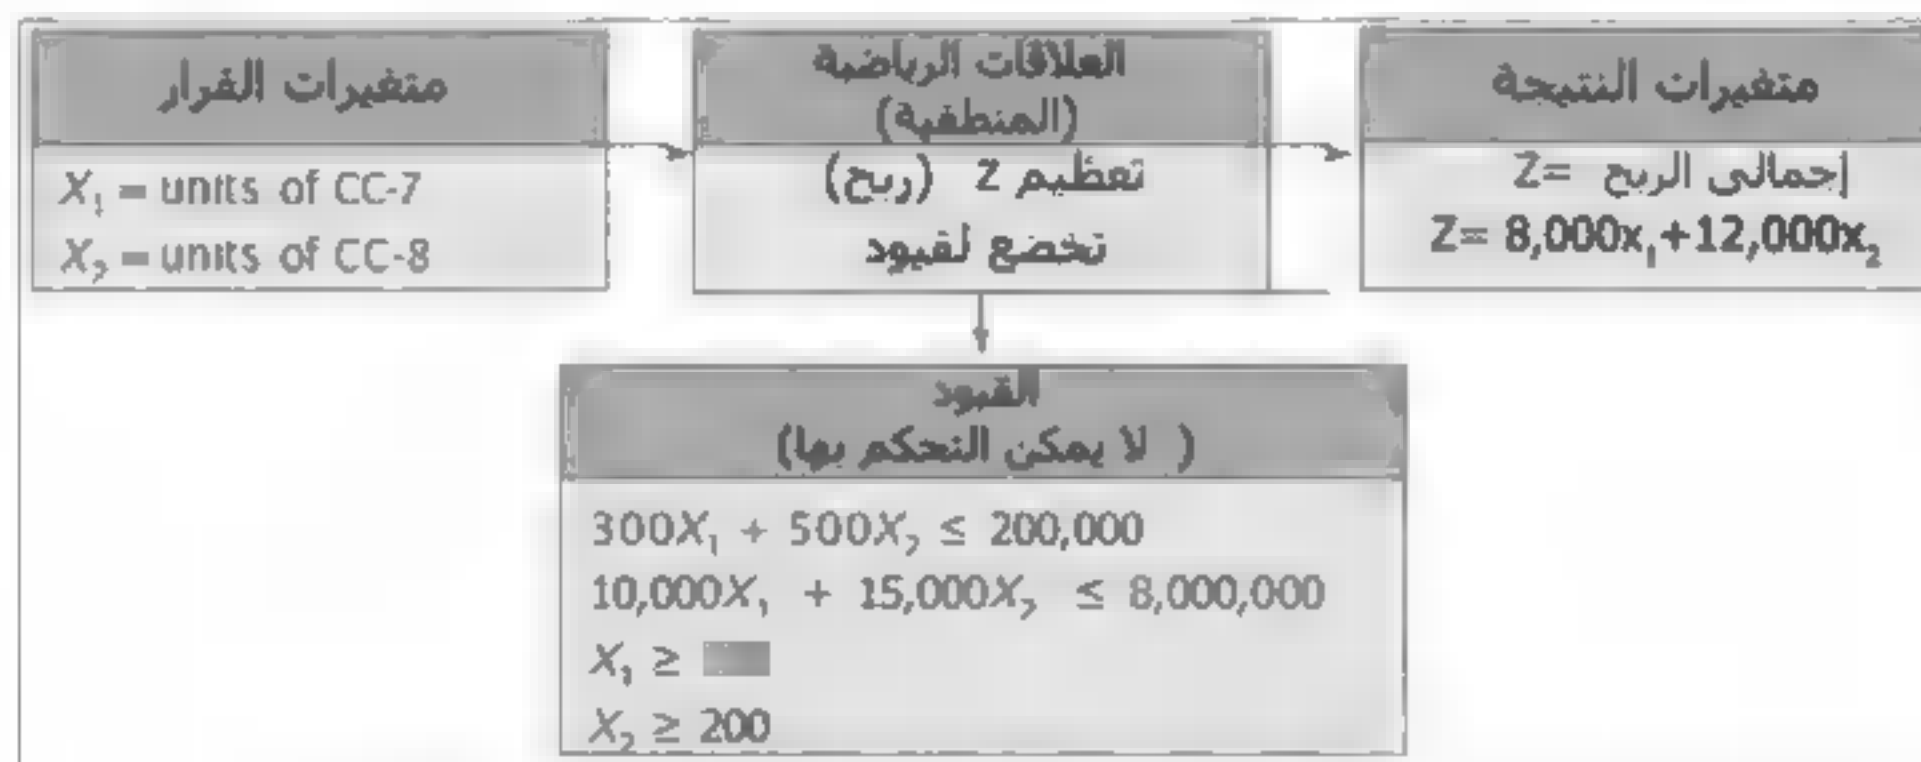 متغيرات القرار
X₁ = units of CC-7
X₂ = units of CC-8
العلاقات الرياضية
(المنطقية)
تعظيم Z (ربح)
تخضع لقيود
متغيرات النتيجة
إجمالى الربح =Z
Z= 8,000x₁+12,000x₂
القيود
( لا يمكن التحكم بها)
300X₁ + 500X₂ ≤ 200,000
10,000X₁ + 15,000X₂ ≤ 8,000,000
X₁ ≥
X₂ ≥ 200